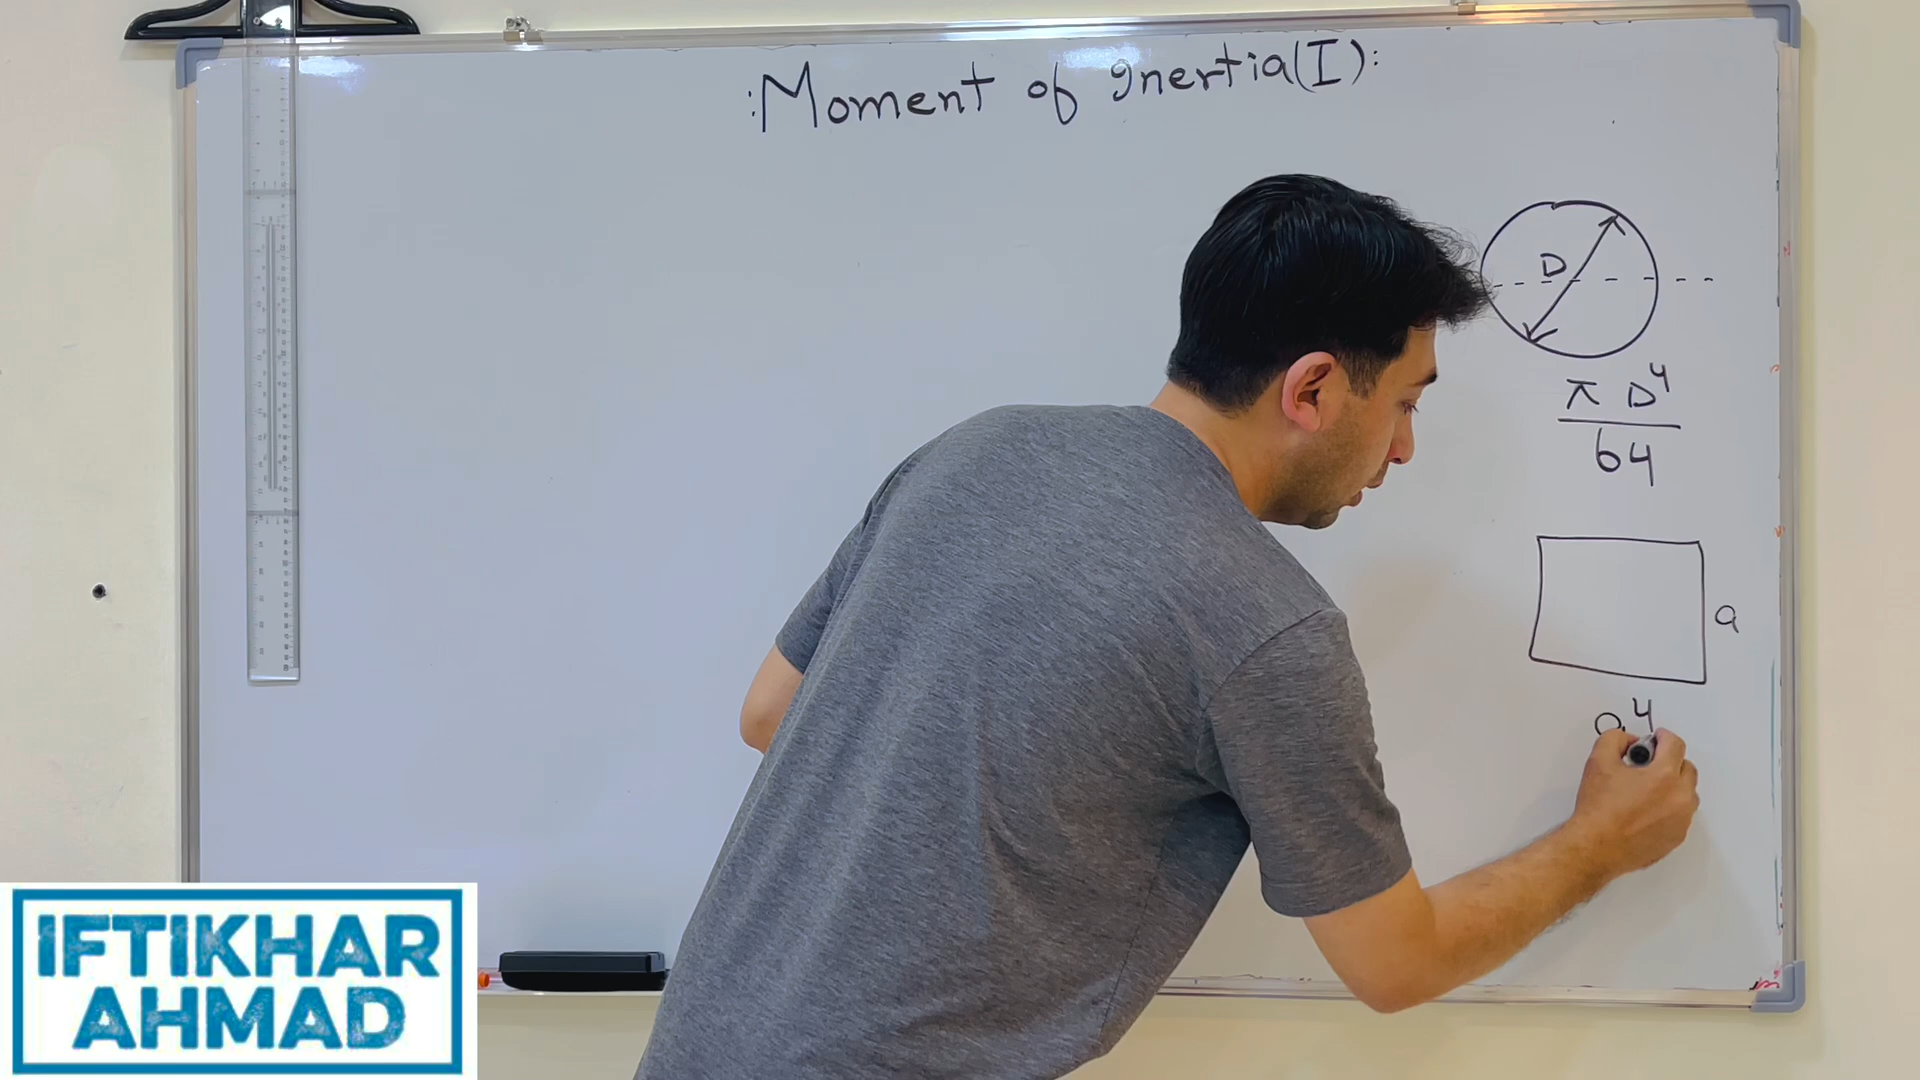 :Moment of Inertia(I):
D
π D⁴
64
a
a⁴
IFTIKHAR
AHMAD